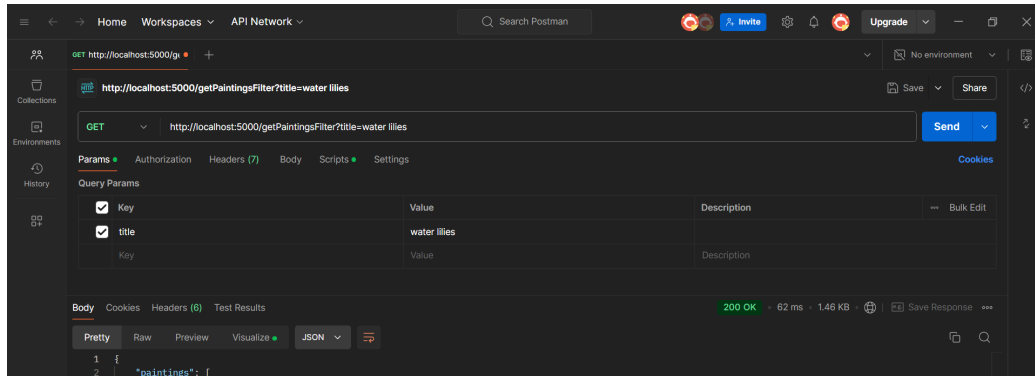 Home Workspaces API Network Search Postman Invite Upgrade
GET http://localhost:5000/ge No environment
HTTP http://localhost:5000/getPaintingsFilter?title=water lilies Save Share
GET http://localhost:5000/getPaintingsFilter?title=water lilies Send
Params Authorization Headers (7) Body Scripts Settings Cookies
Query Params
Key Value Description Bulk Edit
title water lilies
Key Value Description
Body Cookies Headers (6) Test Results 200 OK 62 ms 1.46 KB Save Response
Pretty Raw Preview Visualize JSON
1 {
2 "paintings": [
Collections
Environments
History